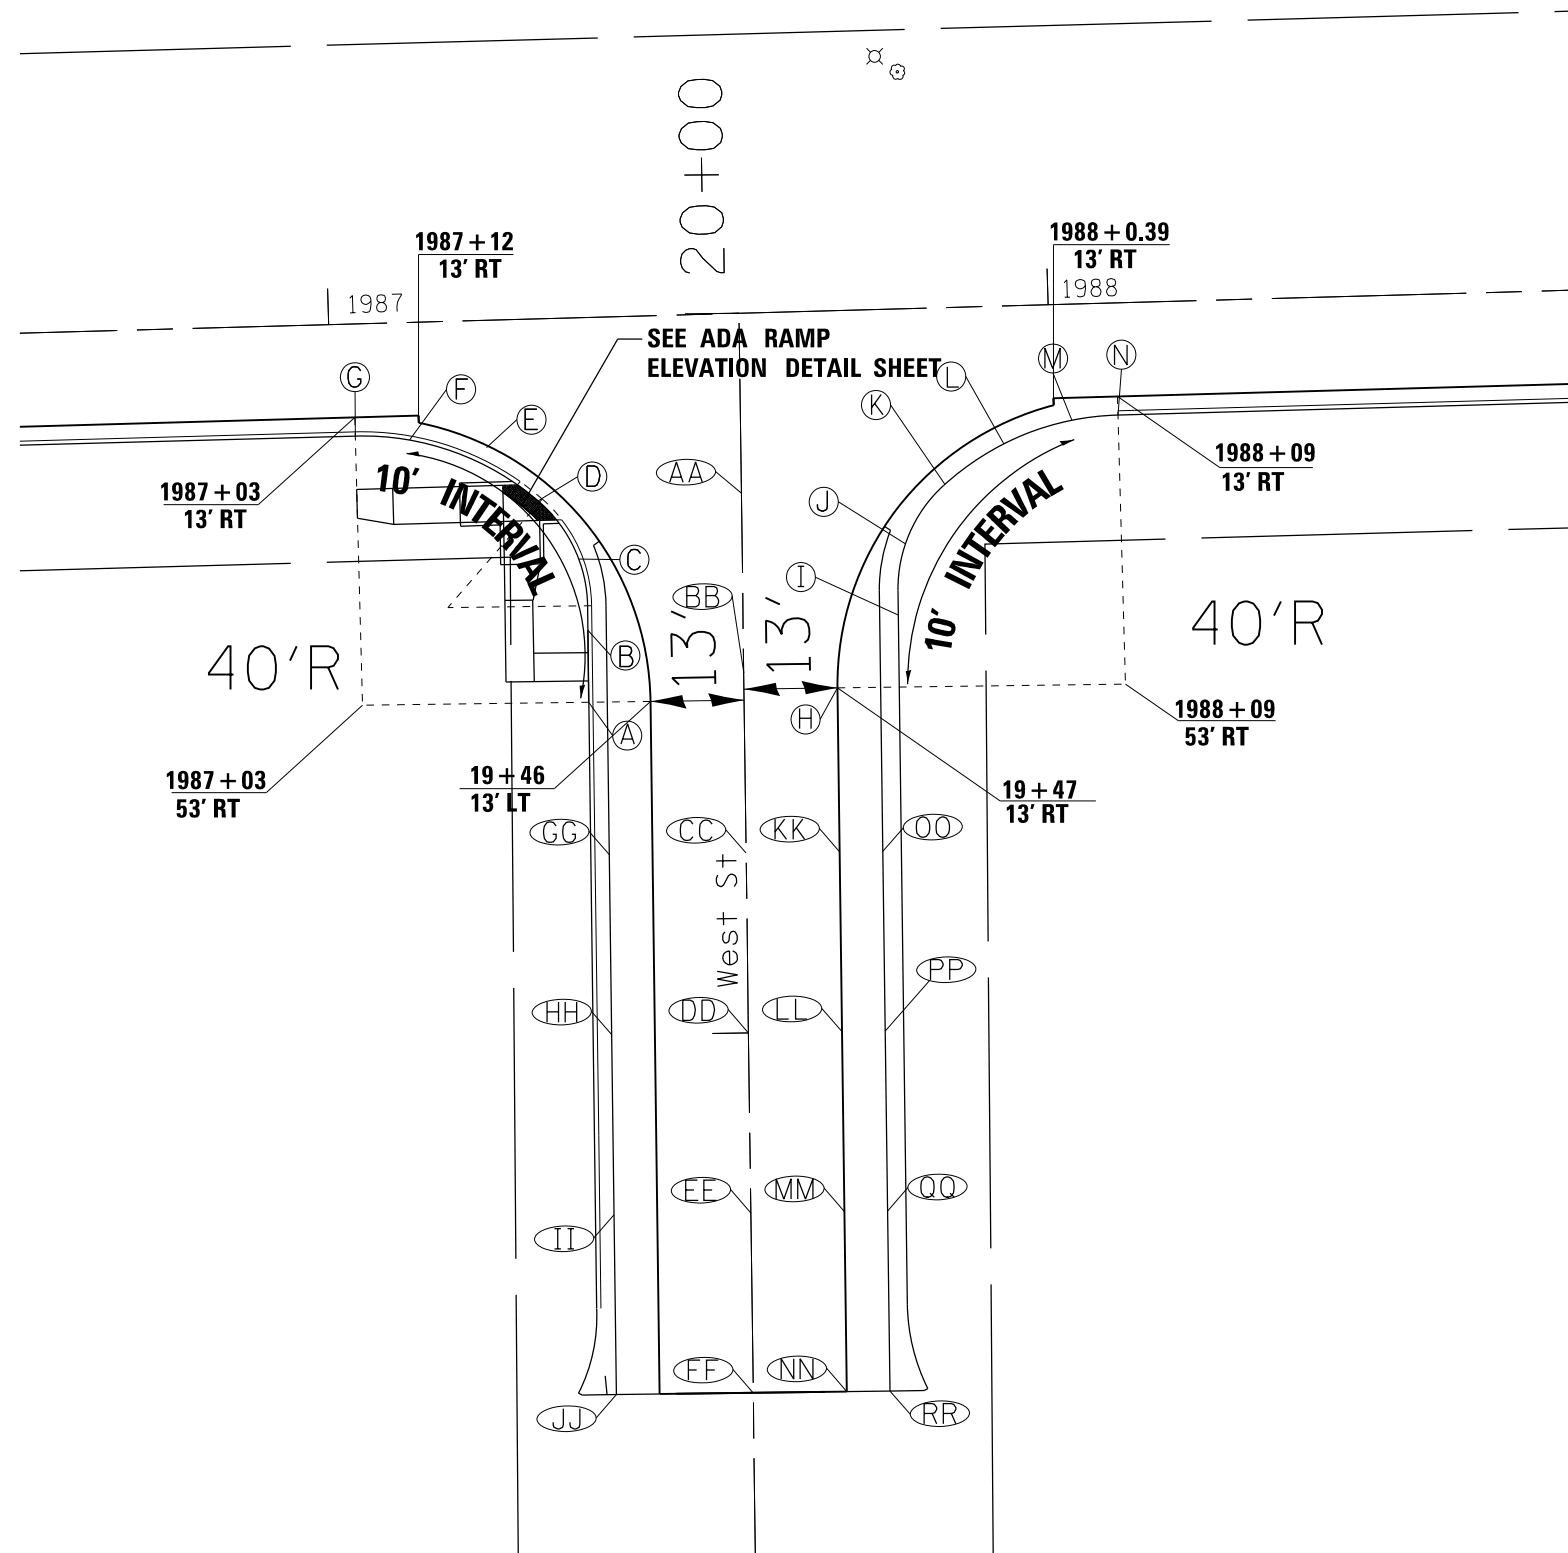 20+00
1987+12
13' RT
1988+0.39
13' RT
1987
1988
SEE ADA RAMP
ELEVATION DETAIL SHEET
G
F
E
D
C
B
A
AA
BB
K
L
M
N
J
I
H
10' INTERVAL
10' INTERVAL
1987+03
13' RT
1988+09
13' RT
40'R
40'R
13'
13'
1987+03
53' RT
19+46
13' LT
19+47
13' RT
1988+09
53' RT
GG
CC
KK
OO
West St
HH
DD
LL
PP
II
EE
MM
QQ
JJ
FF
NN
RR